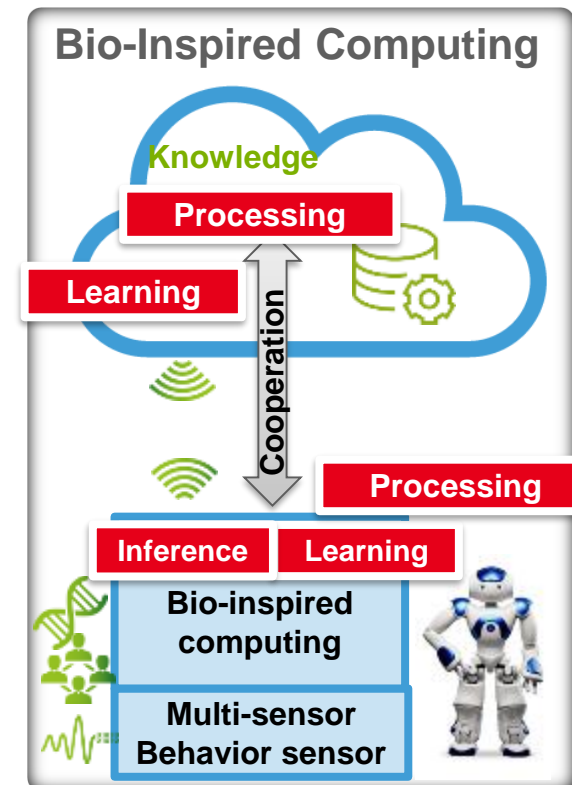 Bio-Inspired Computing
Knowledge
Processing
Learning
Cooperation
Processing
Inference
Learning
Bio-inspired
computing
Multi-sensor
Behavior sensor